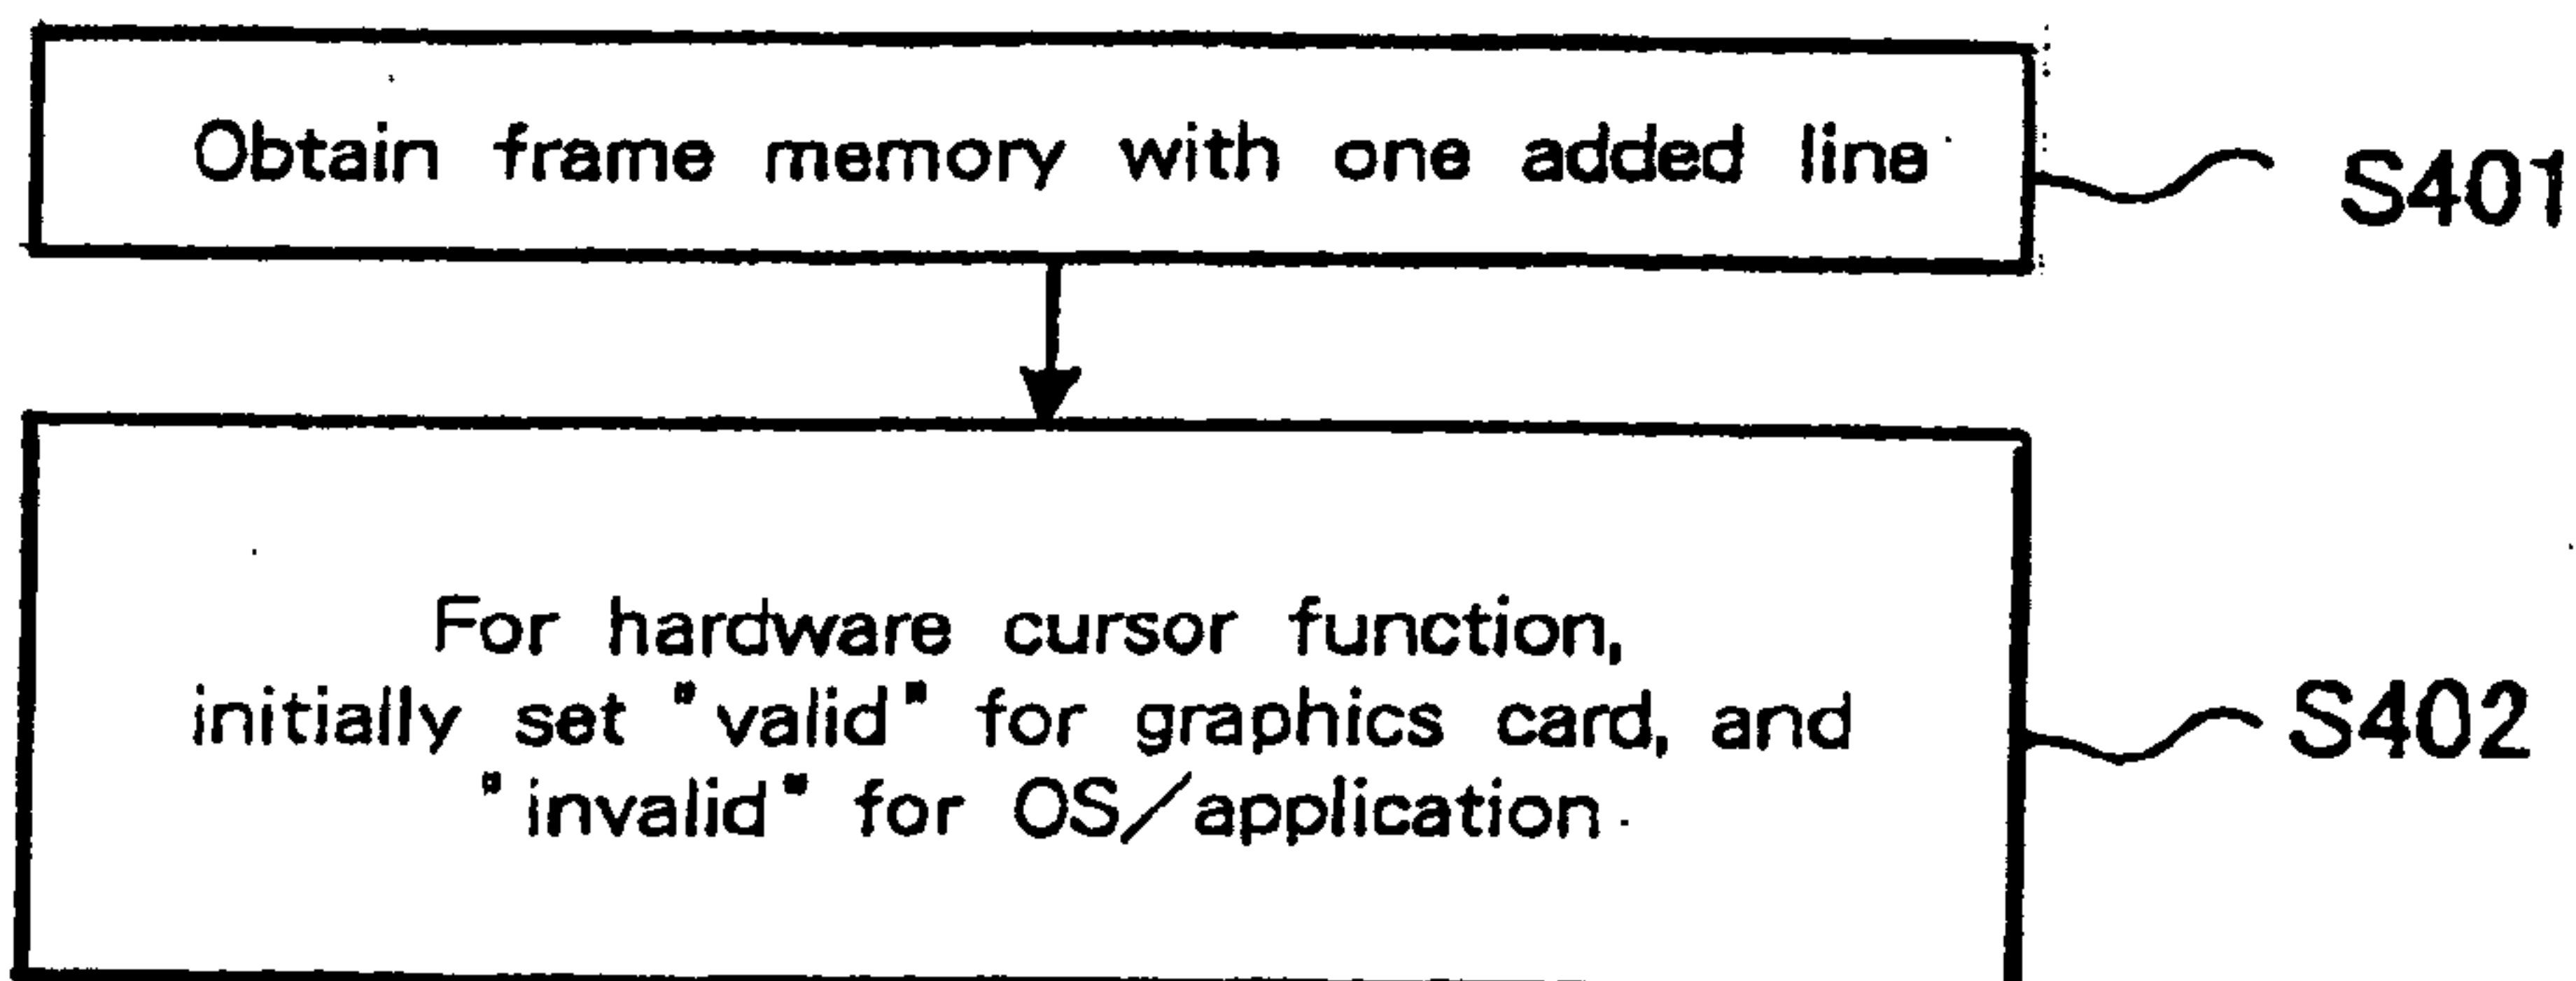 Obtain frame memory with one added line
S401
For hardware cursor function,
initially set "valid" for graphics card, and
"invalid" for OS/application.
S402